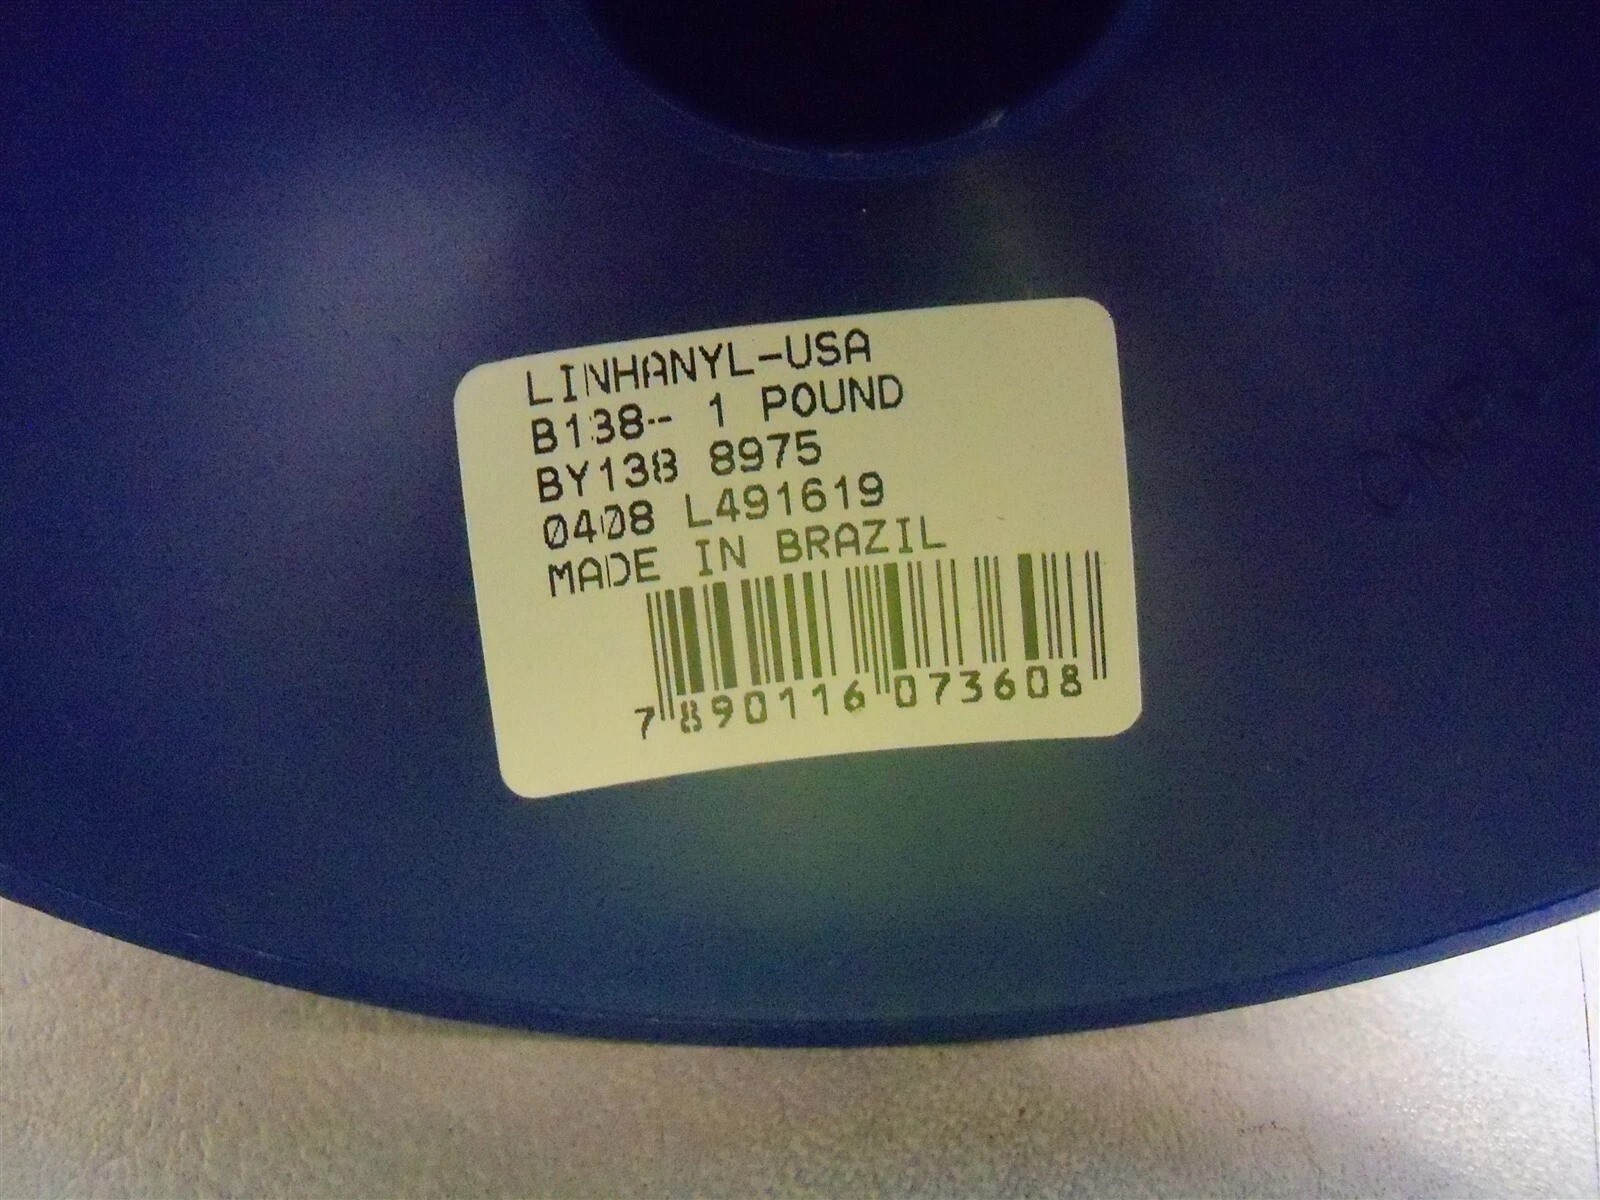 LINHANYL-USA
B138-- 1 POUND
BY138 8975
0408 L491619
MADE IN BRAZIL
7 890116 073608